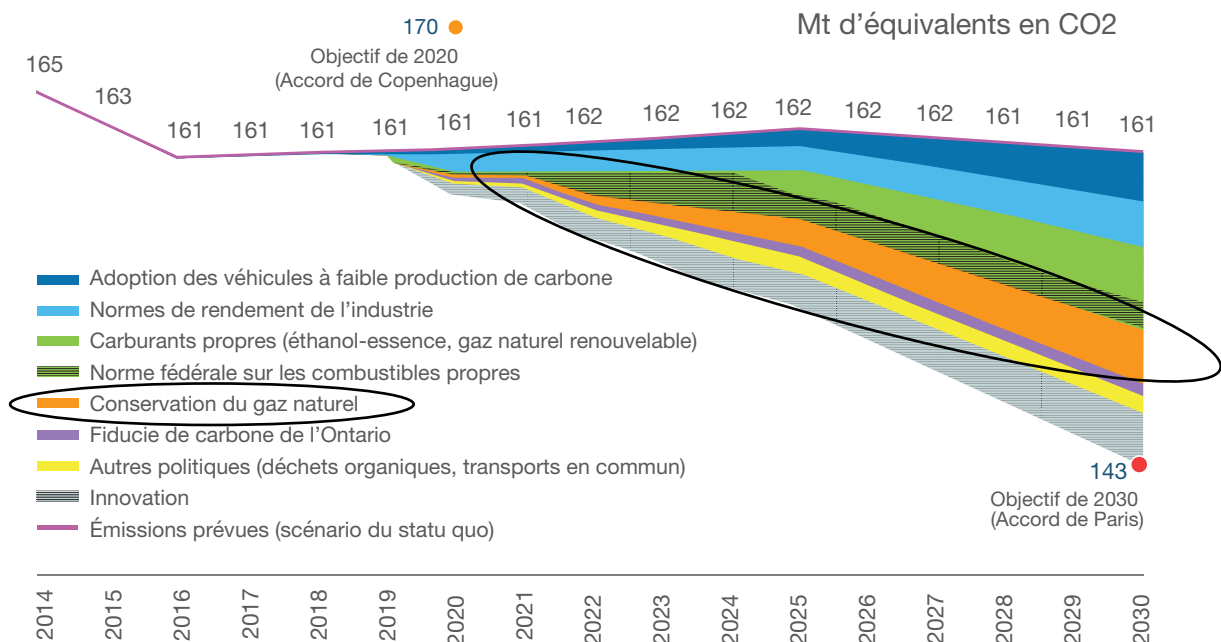 Mt d'équivalents en CO2
170
Objectif de 2020
(Accord de Copenhague)
165
163
161
161
161
161
161
161
162
162
162
162
162
162
161
161
161
Adoption des véhicules à faible production de carbone
Normes de rendement de l'industrie
Carburants propres (éthanol-essence, gaz naturel renouvelable)
Norme fédérale sur les combustibles propres
Conservation du gaz naturel
Fiducie de carbone de l'Ontario
Autres politiques (déchets organiques, transports en commun)
Innovation
Émissions prévues (scénario du statu quo)
143
Objectif de 2030
(Accord de Paris)
2014
2015
2016
2017
2018
2019
2020
2021
2022
2023
2024
2025
2026
2027
2028
2029
2030